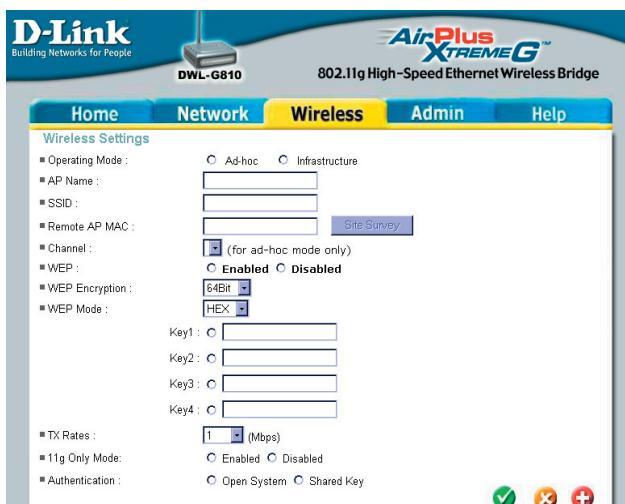 D-Link
Building Networks for People
DWL-G810
AirPlus
XTREME G™
802.11g High-Speed Ethernet Wireless Bridge
Home Network Wireless Admin Help
Wireless Settings
Operating Mode : Ad-hoc Infrastructure
AP Name :
SSID :
Remote AP MAC : Site Survey
Channel : (for ad-hoc mode only)
WEP : Enabled Disabled
WEP Encryption : 64Bit
WEP Mode : HEX
Key1 :
Key2 :
Key3 :
Key4 :
TX Rates : 1 (Mbps)
11g Only Mode: Enabled Disabled
Authentication : Open System Shared Key